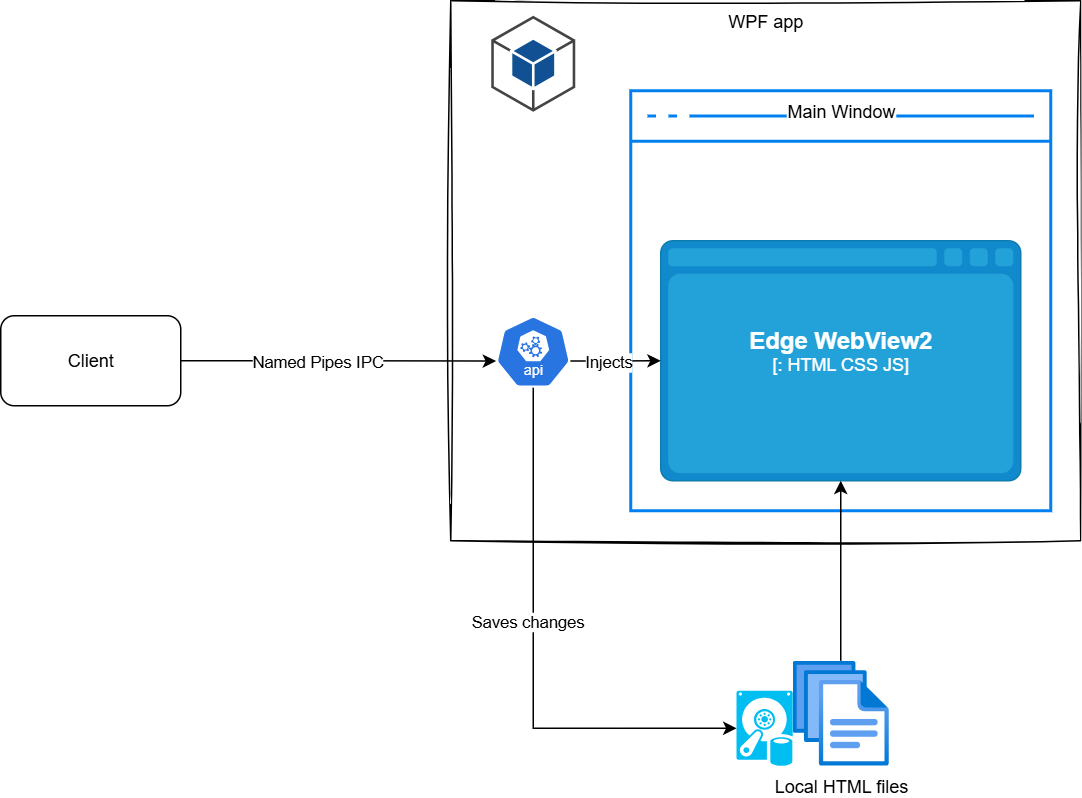 WPF app
Main Window
Edge WebView2
[: HTML CSS JS]
Client
Named Pipes IPC
api
Injects
Saves changes
Local HTML files